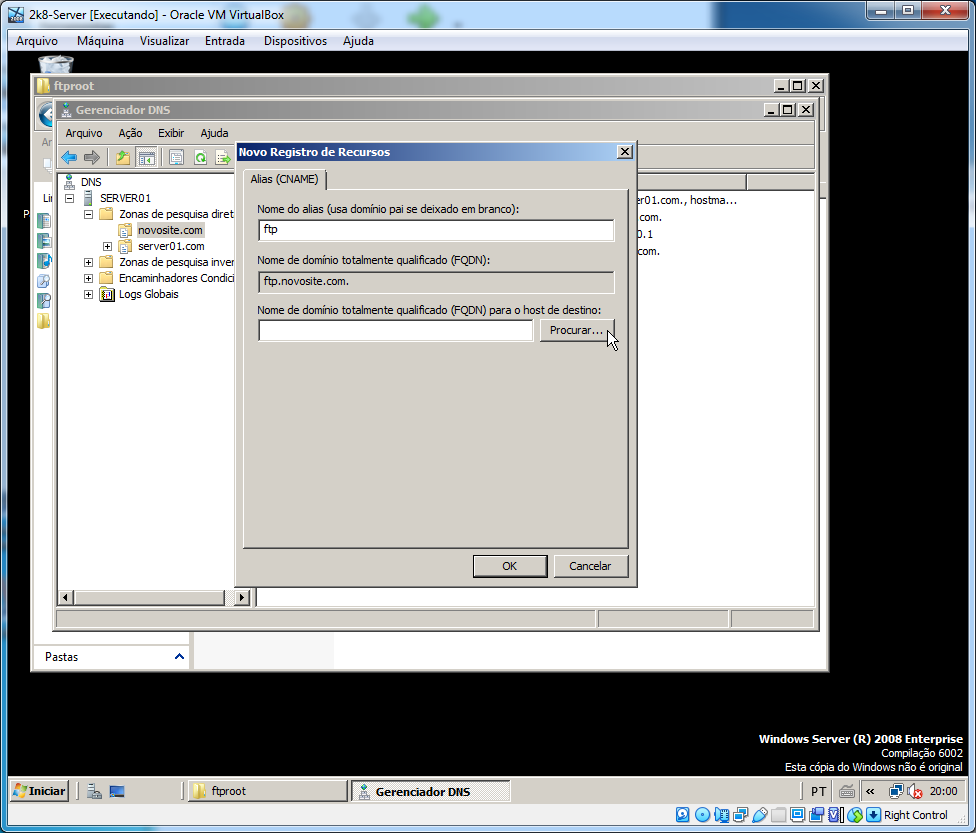 2k8-Server [Executando] - Oracle VM VirtualBox
Arquivo Máquina Visualizar Entrada Dispositivos Ajuda
ftproot
Gerenciador DNS
Arquivo Ação Exibir Ajuda
Novo Registro de Recursos
Alias (CNAME)
DNS
SERVER01
Zonas de pesquisa diret
novosite.com
server01.com
Zonas de pesquisa inver
Encaminhadores Condici
Logs Globais
Nome do alias (usa domínio pai se deixado em branco):
ftp
Nome de domínio totalmente qualificado (FQDN):
ftp.novosite.com.
Nome de domínio totalmente qualificado (FQDN) para o host de destino:
Procurar...
OK Cancelar
er01.com., hostma...
com.
0.1
com.
Pastas
Windows Server (R) 2008 Enterprise
Compilação 6002
Esta cópia do Windows não é original
Iniciar ftproot Gerenciador DNS PT « 20:00
Right Control